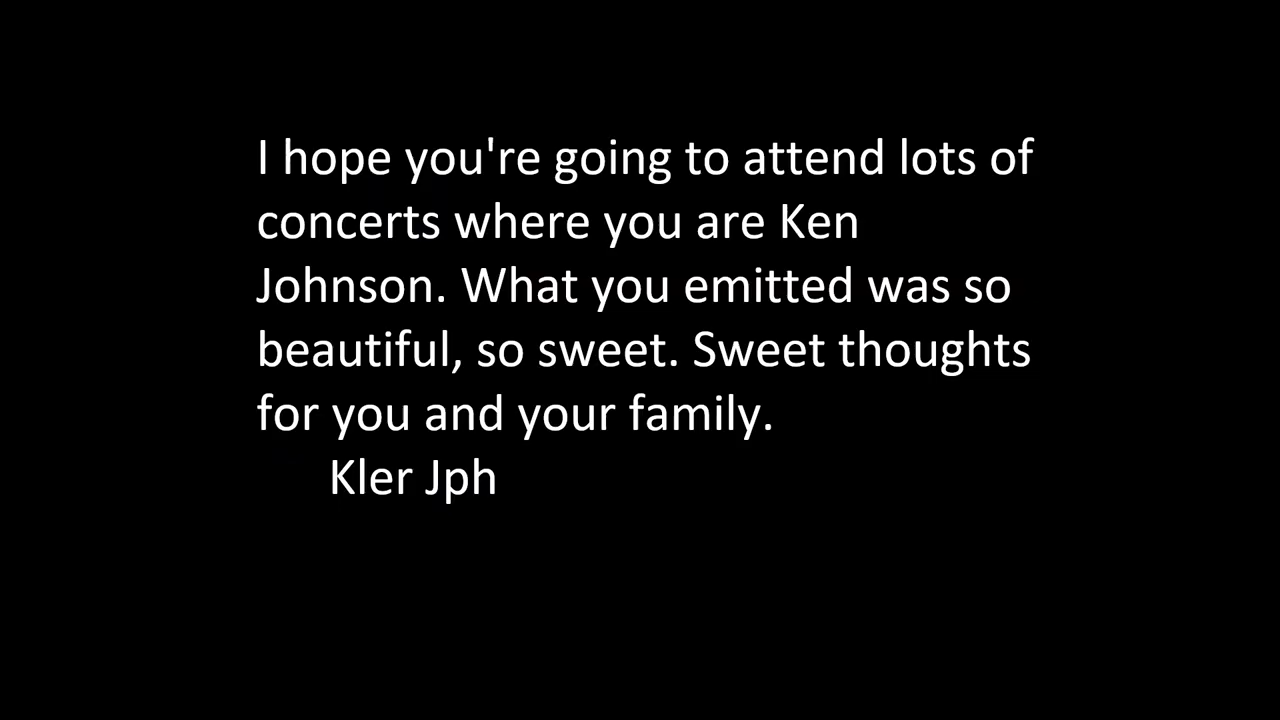 I hope you're going to attend lots of
concerts where you are Ken
Johnson. What you emitted was so
beautiful, so sweet. Sweet thoughts
for you and your family.
Kler Jph